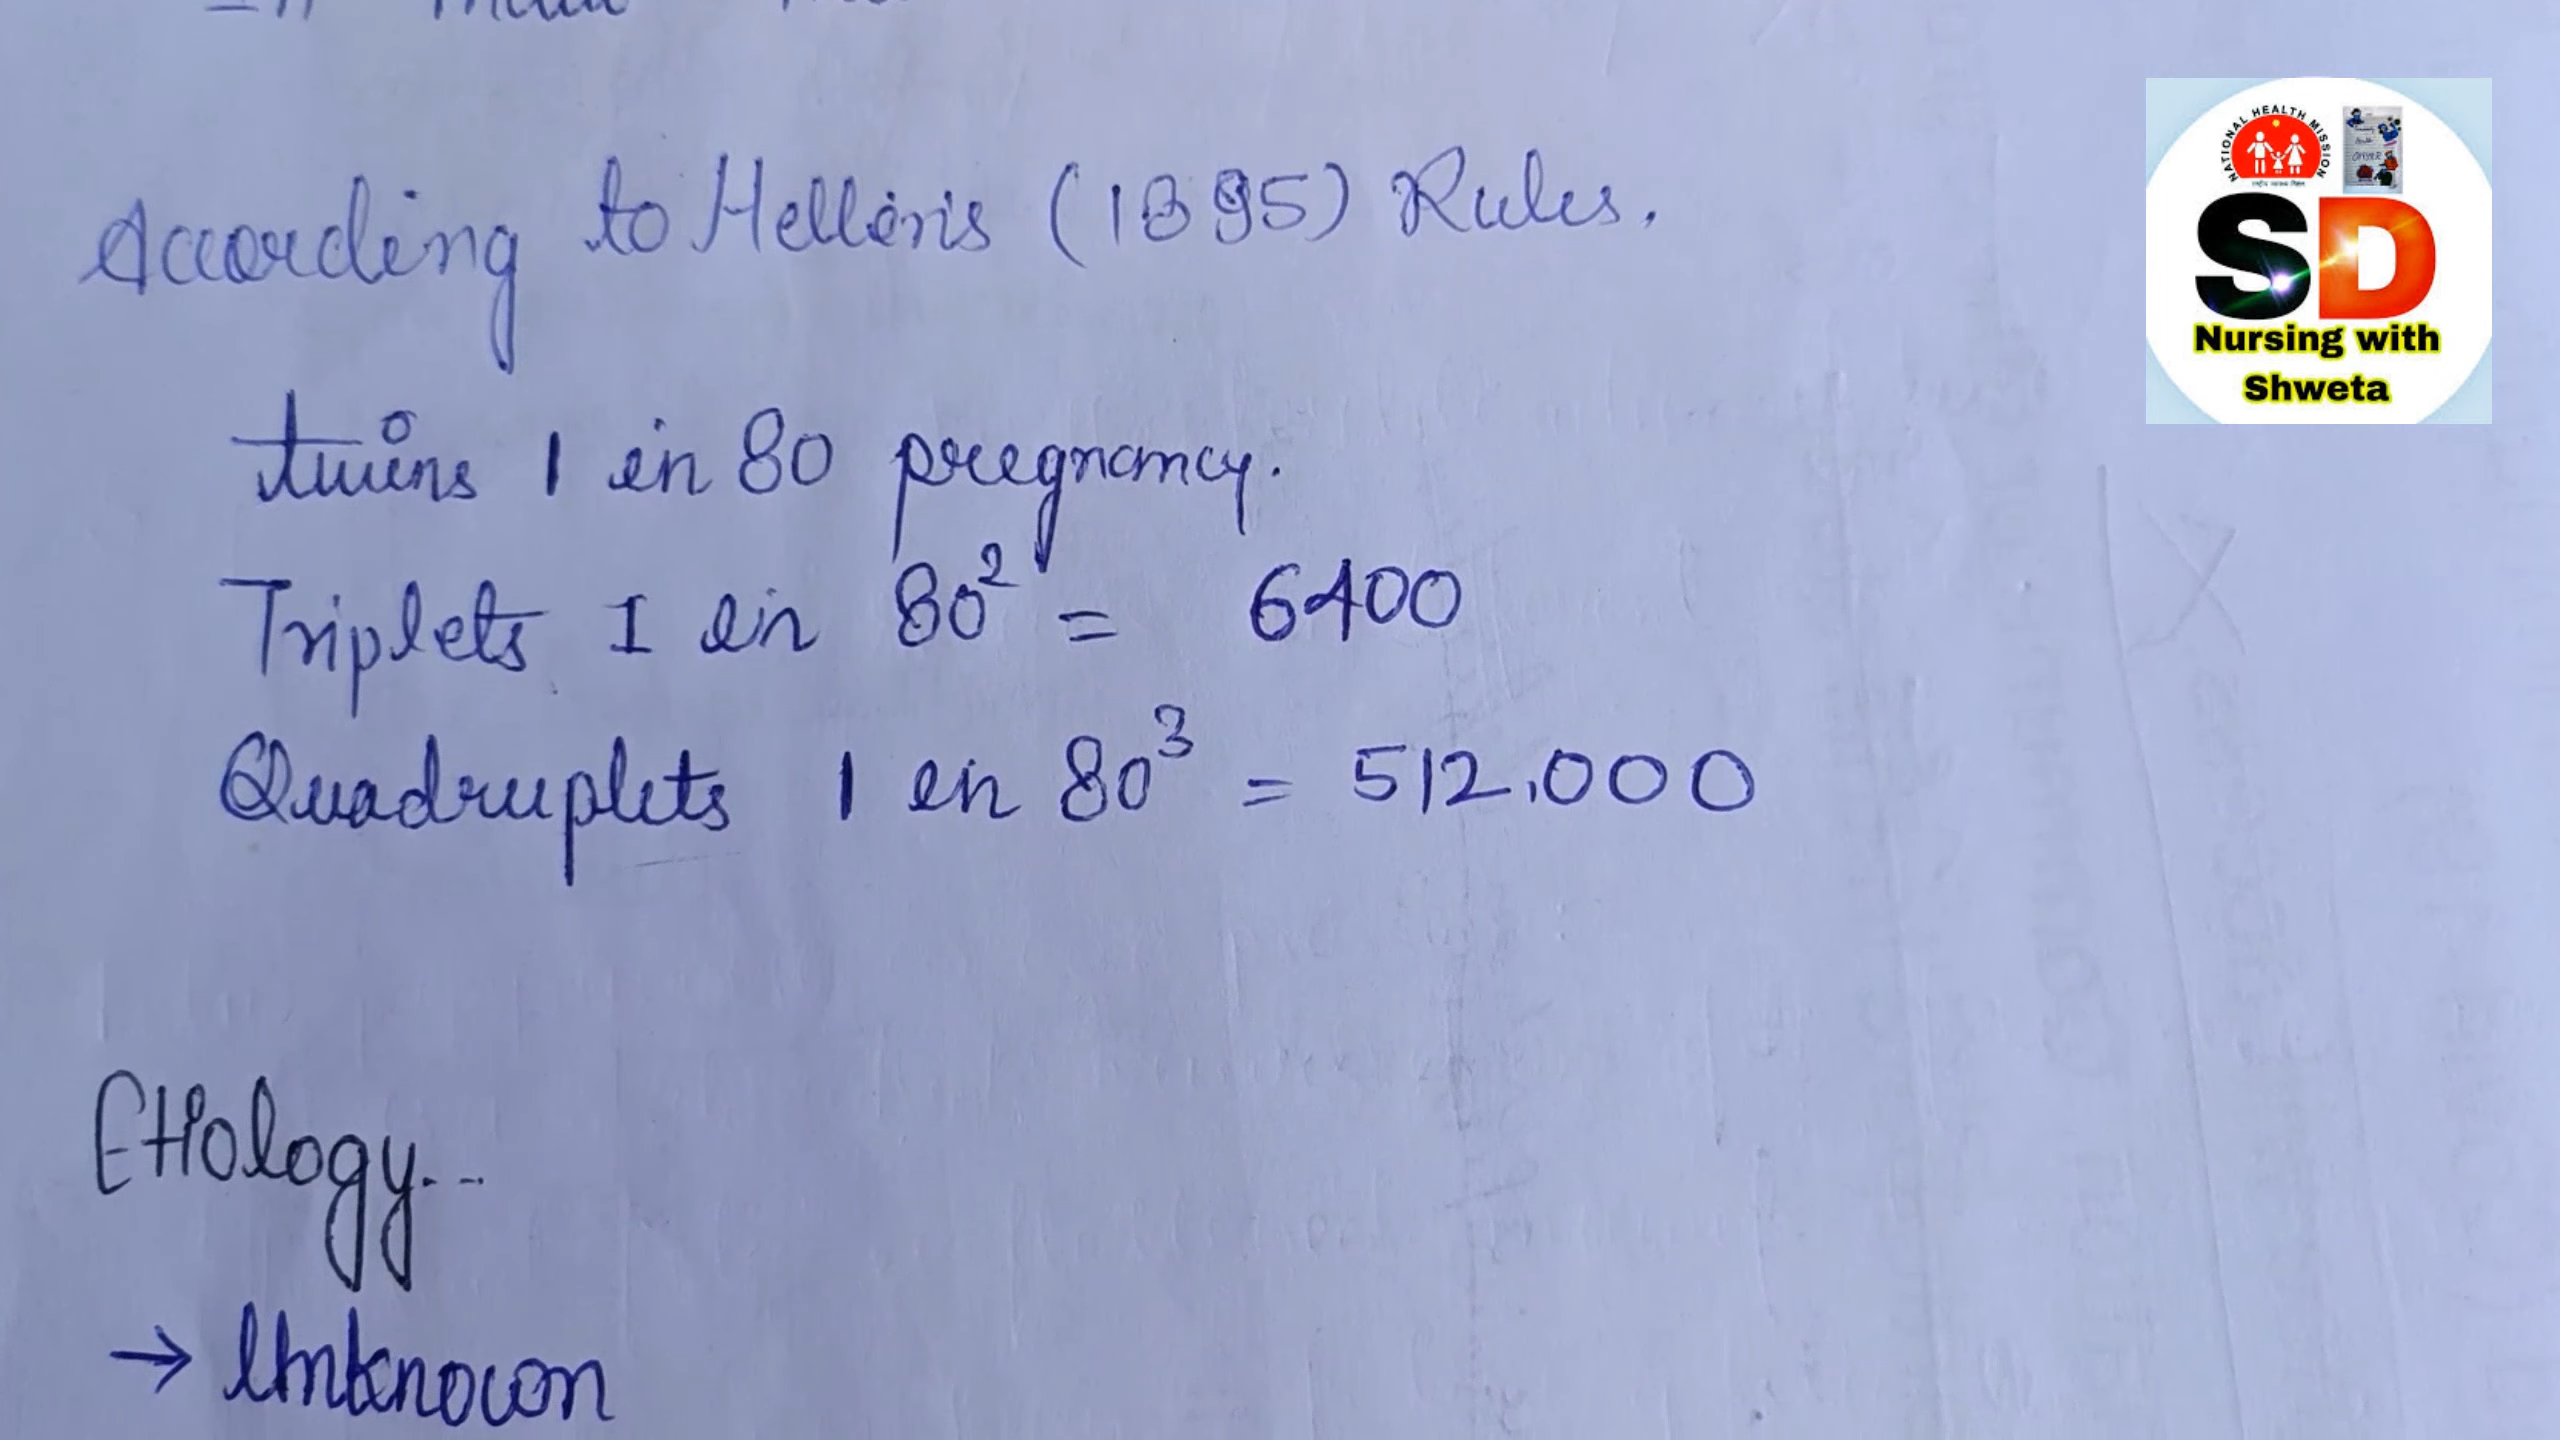 According to Hellin's (1895) Rules.
twins 1 in 80 pregnancy.
Triplets 1 in 80² = 6400
Quadruplets 1 in 80³ = 512,000
Etiology...
→ Unknown
NATIONAL HEALTH MISSION
SD
Nursing with
Shweta